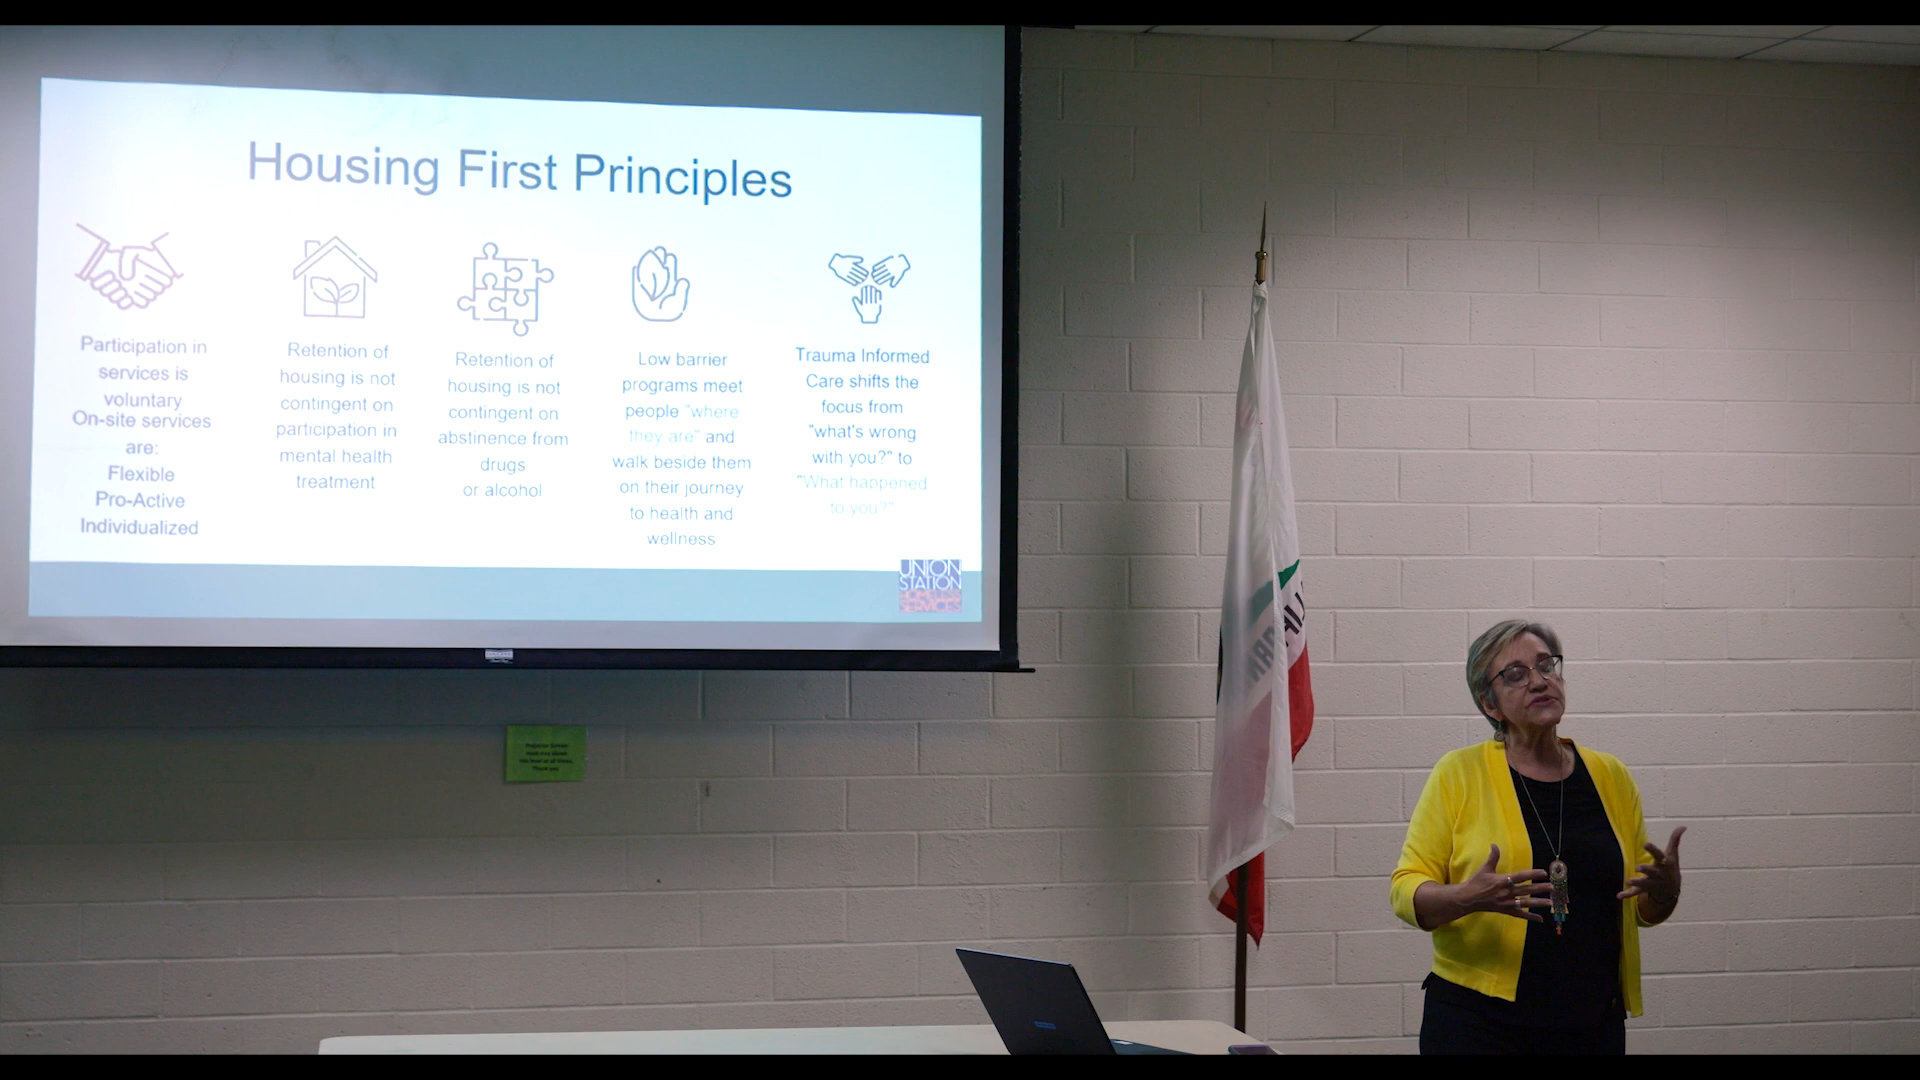 Housing First Principles
Participation in
services is
voluntary
On-site services
are:
Flexible
Pro-Active
Individualized
Retention of
housing is not
contingent on
participation in
mental health
treatment
Retention of
housing is not
contingent on
abstinence from
drugs
or alcohol
Low barrier
programs meet
people "where
they are" and
walk beside them
on their journey
to health and
wellness
Trauma Informed
Care shifts the
focus from
"what's wrong
with you?" to
"What happened
to you?"
UNION
STATION
HOMELESS
SERVICES